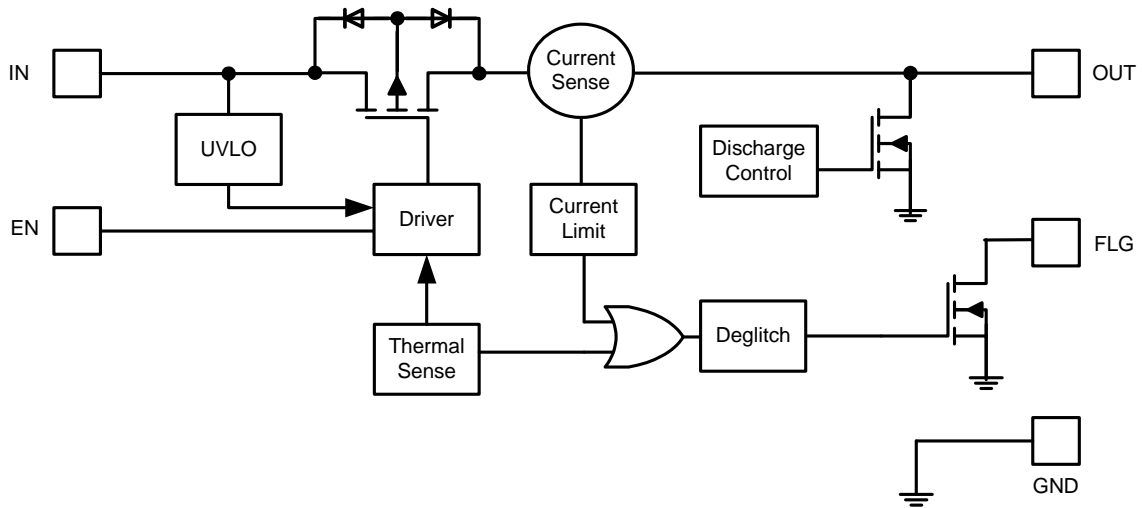 IN
Current
Sense
OUT
UVLO
Discharge
Control
EN
Driver
Current
Limit
FLG
Thermal
Sense
Deglitch
GND